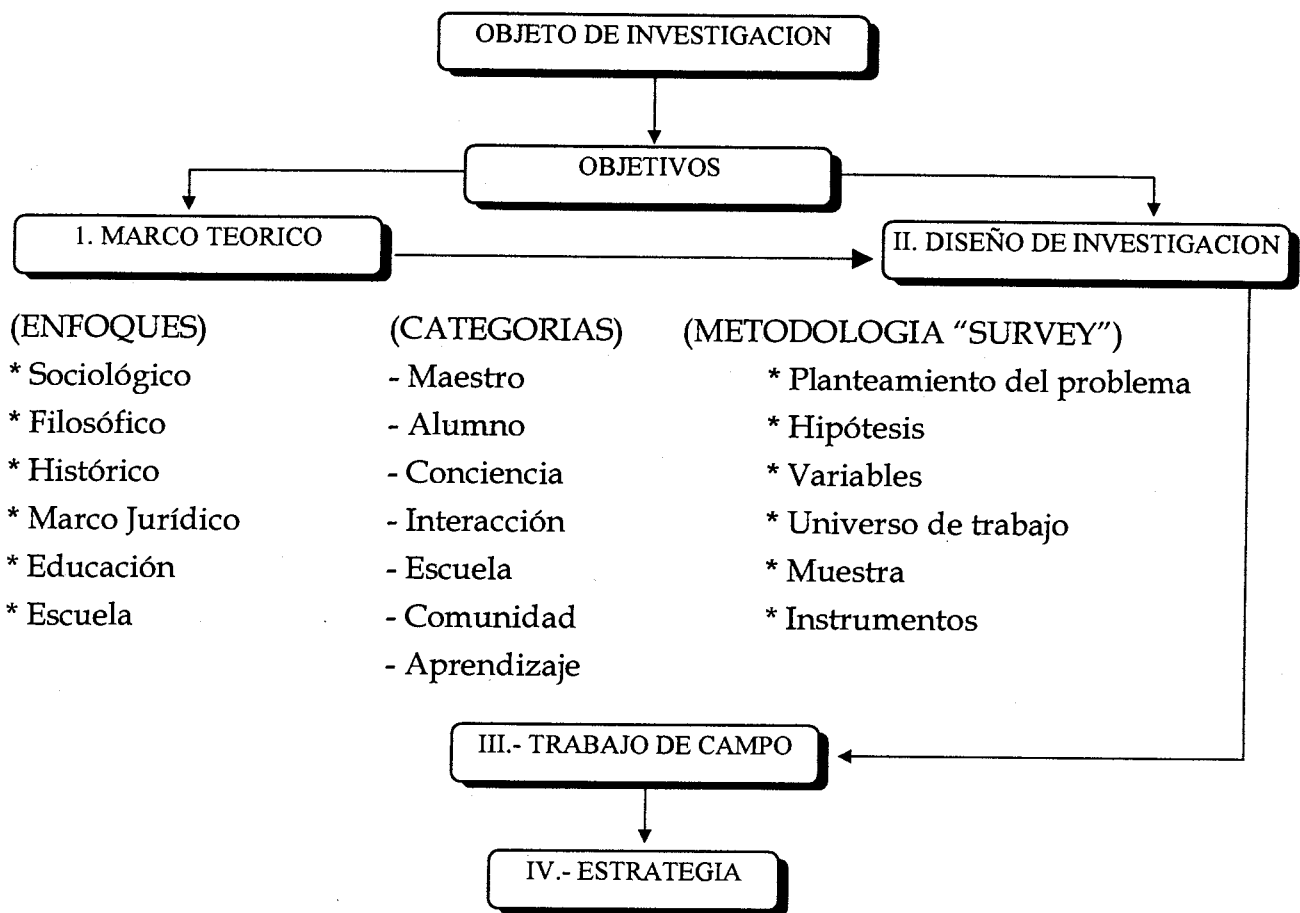 OBJETO DE INVESTIGACION
OBJETIVOS
1. MARCO TEORICO
II. DISEÑO DE INVESTIGACION
(ENFOQUES)
* Sociológico
* Filosófico
* Histórico
* Marco Jurídico
* Educación
* Escuela
(CATEGORIAS)
- Maestro
- Alumno
- Conciencia
- Interacción
- Escuela
- Comunidad
- Aprendizaje
(METODOLOGIA “SURVEY”)
* Planteamiento del problema
* Hipótesis
* Variables
* Universo de trabajo
* Muestra
* Instrumentos
III.- TRABAJO DE CAMPO
IV.- ESTRATEGIA